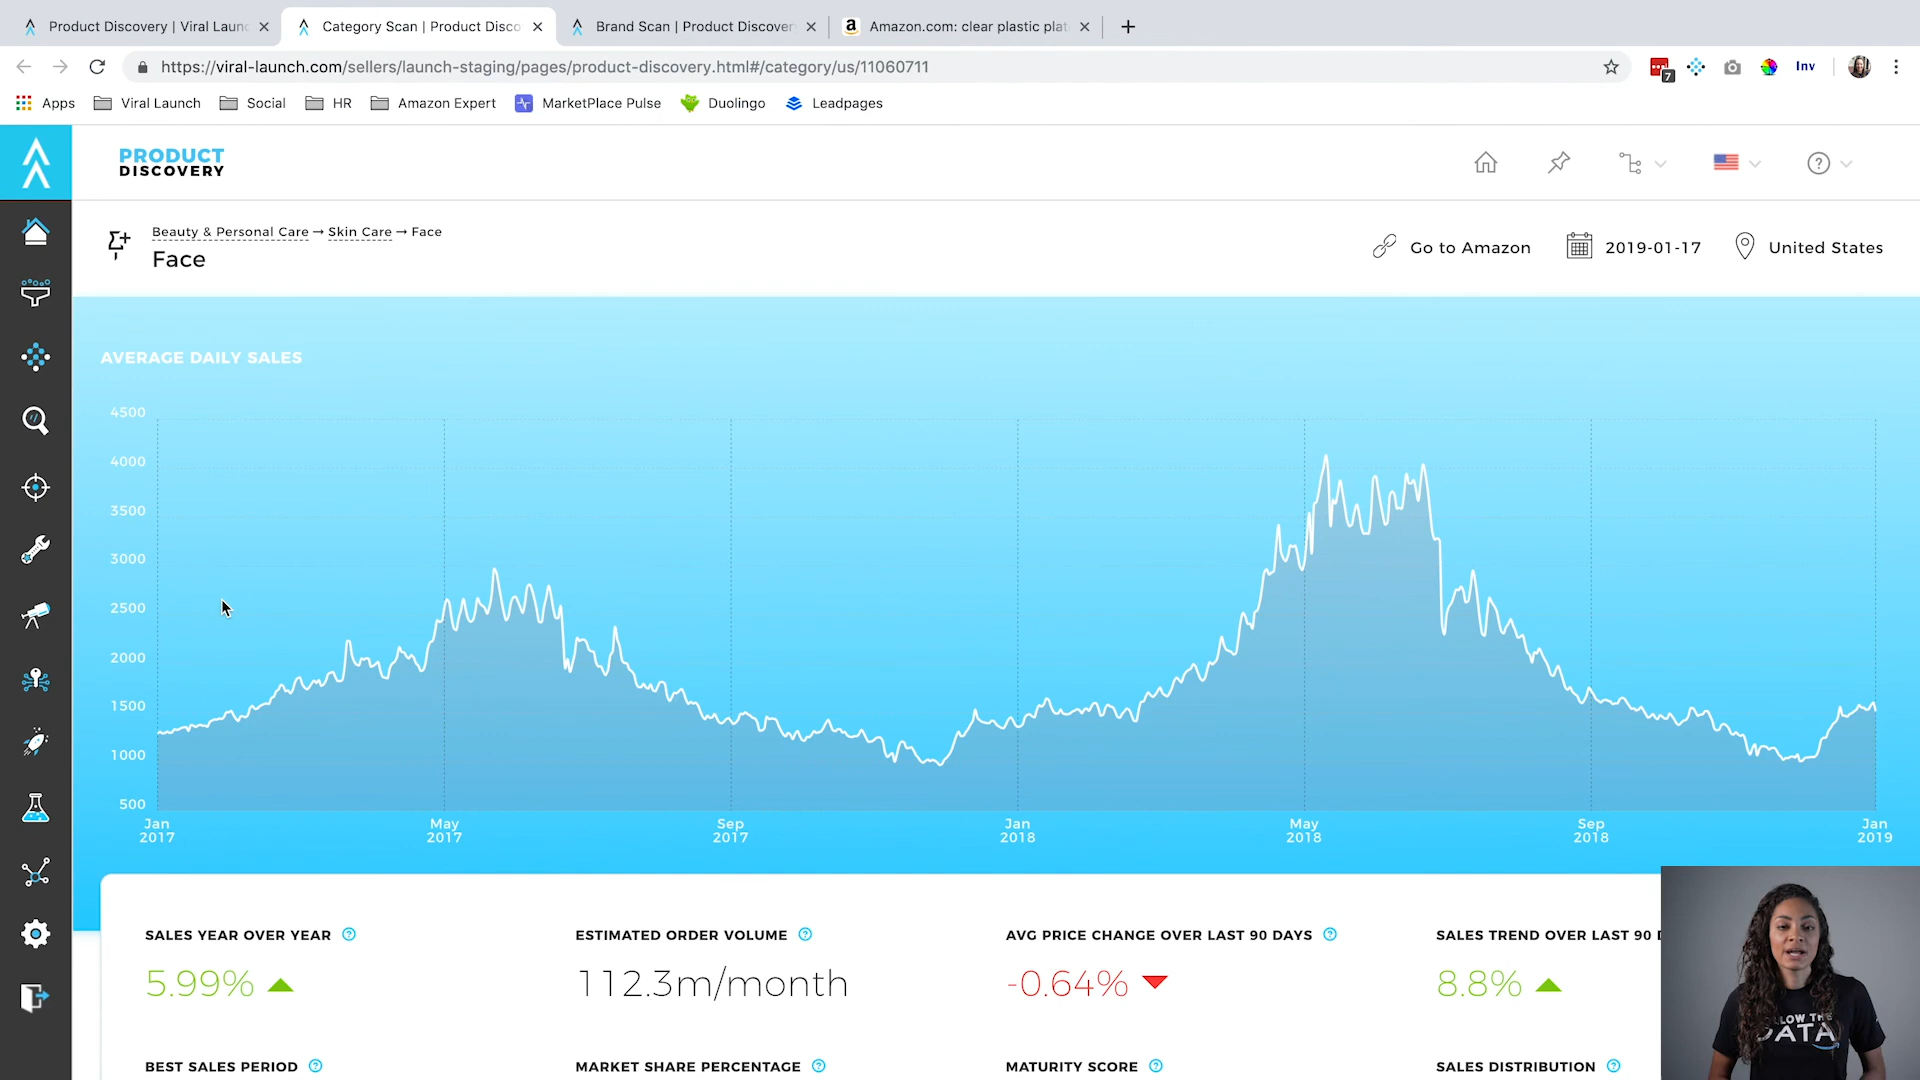 Product Discovery | Viral Laun
Category Scan | Product Disco
Brand Scan | Product Discover
Amazon.com: clear plastic plat
https://viral-launch.com/sellers/launch-staging/pages/product-discovery.html#/category/us/11060711
7
Inv
Apps
Viral Launch
Social
HR
Amazon Expert
MarketPlace Pulse
Duolingo
Leadpages
PRODUCT
DISCOVERY
Beauty & Personal Care → Skin Care → Face
Face
Go to Amazon
2019-01-17
United States
AVERAGE DAILY SALES
4500
4000
3500
3000
2500
2000
1500
1000
500
Jan 2017
May 2017
Sep 2017
Jan 2018
May 2018
Sep 2018
Jan 2019
SALES YEAR OVER YEAR
5.99%
ESTIMATED ORDER VOLUME
112.3m/month
AVG PRICE CHANGE OVER LAST 90 DAYS
-0.64%
SALES TREND OVER LAST 90 D
8.8%
BEST SALES PERIOD
MARKET SHARE PERCENTAGE
MATURITY SCORE
SALES DISTRIBUTION
LLOW THE
DATA